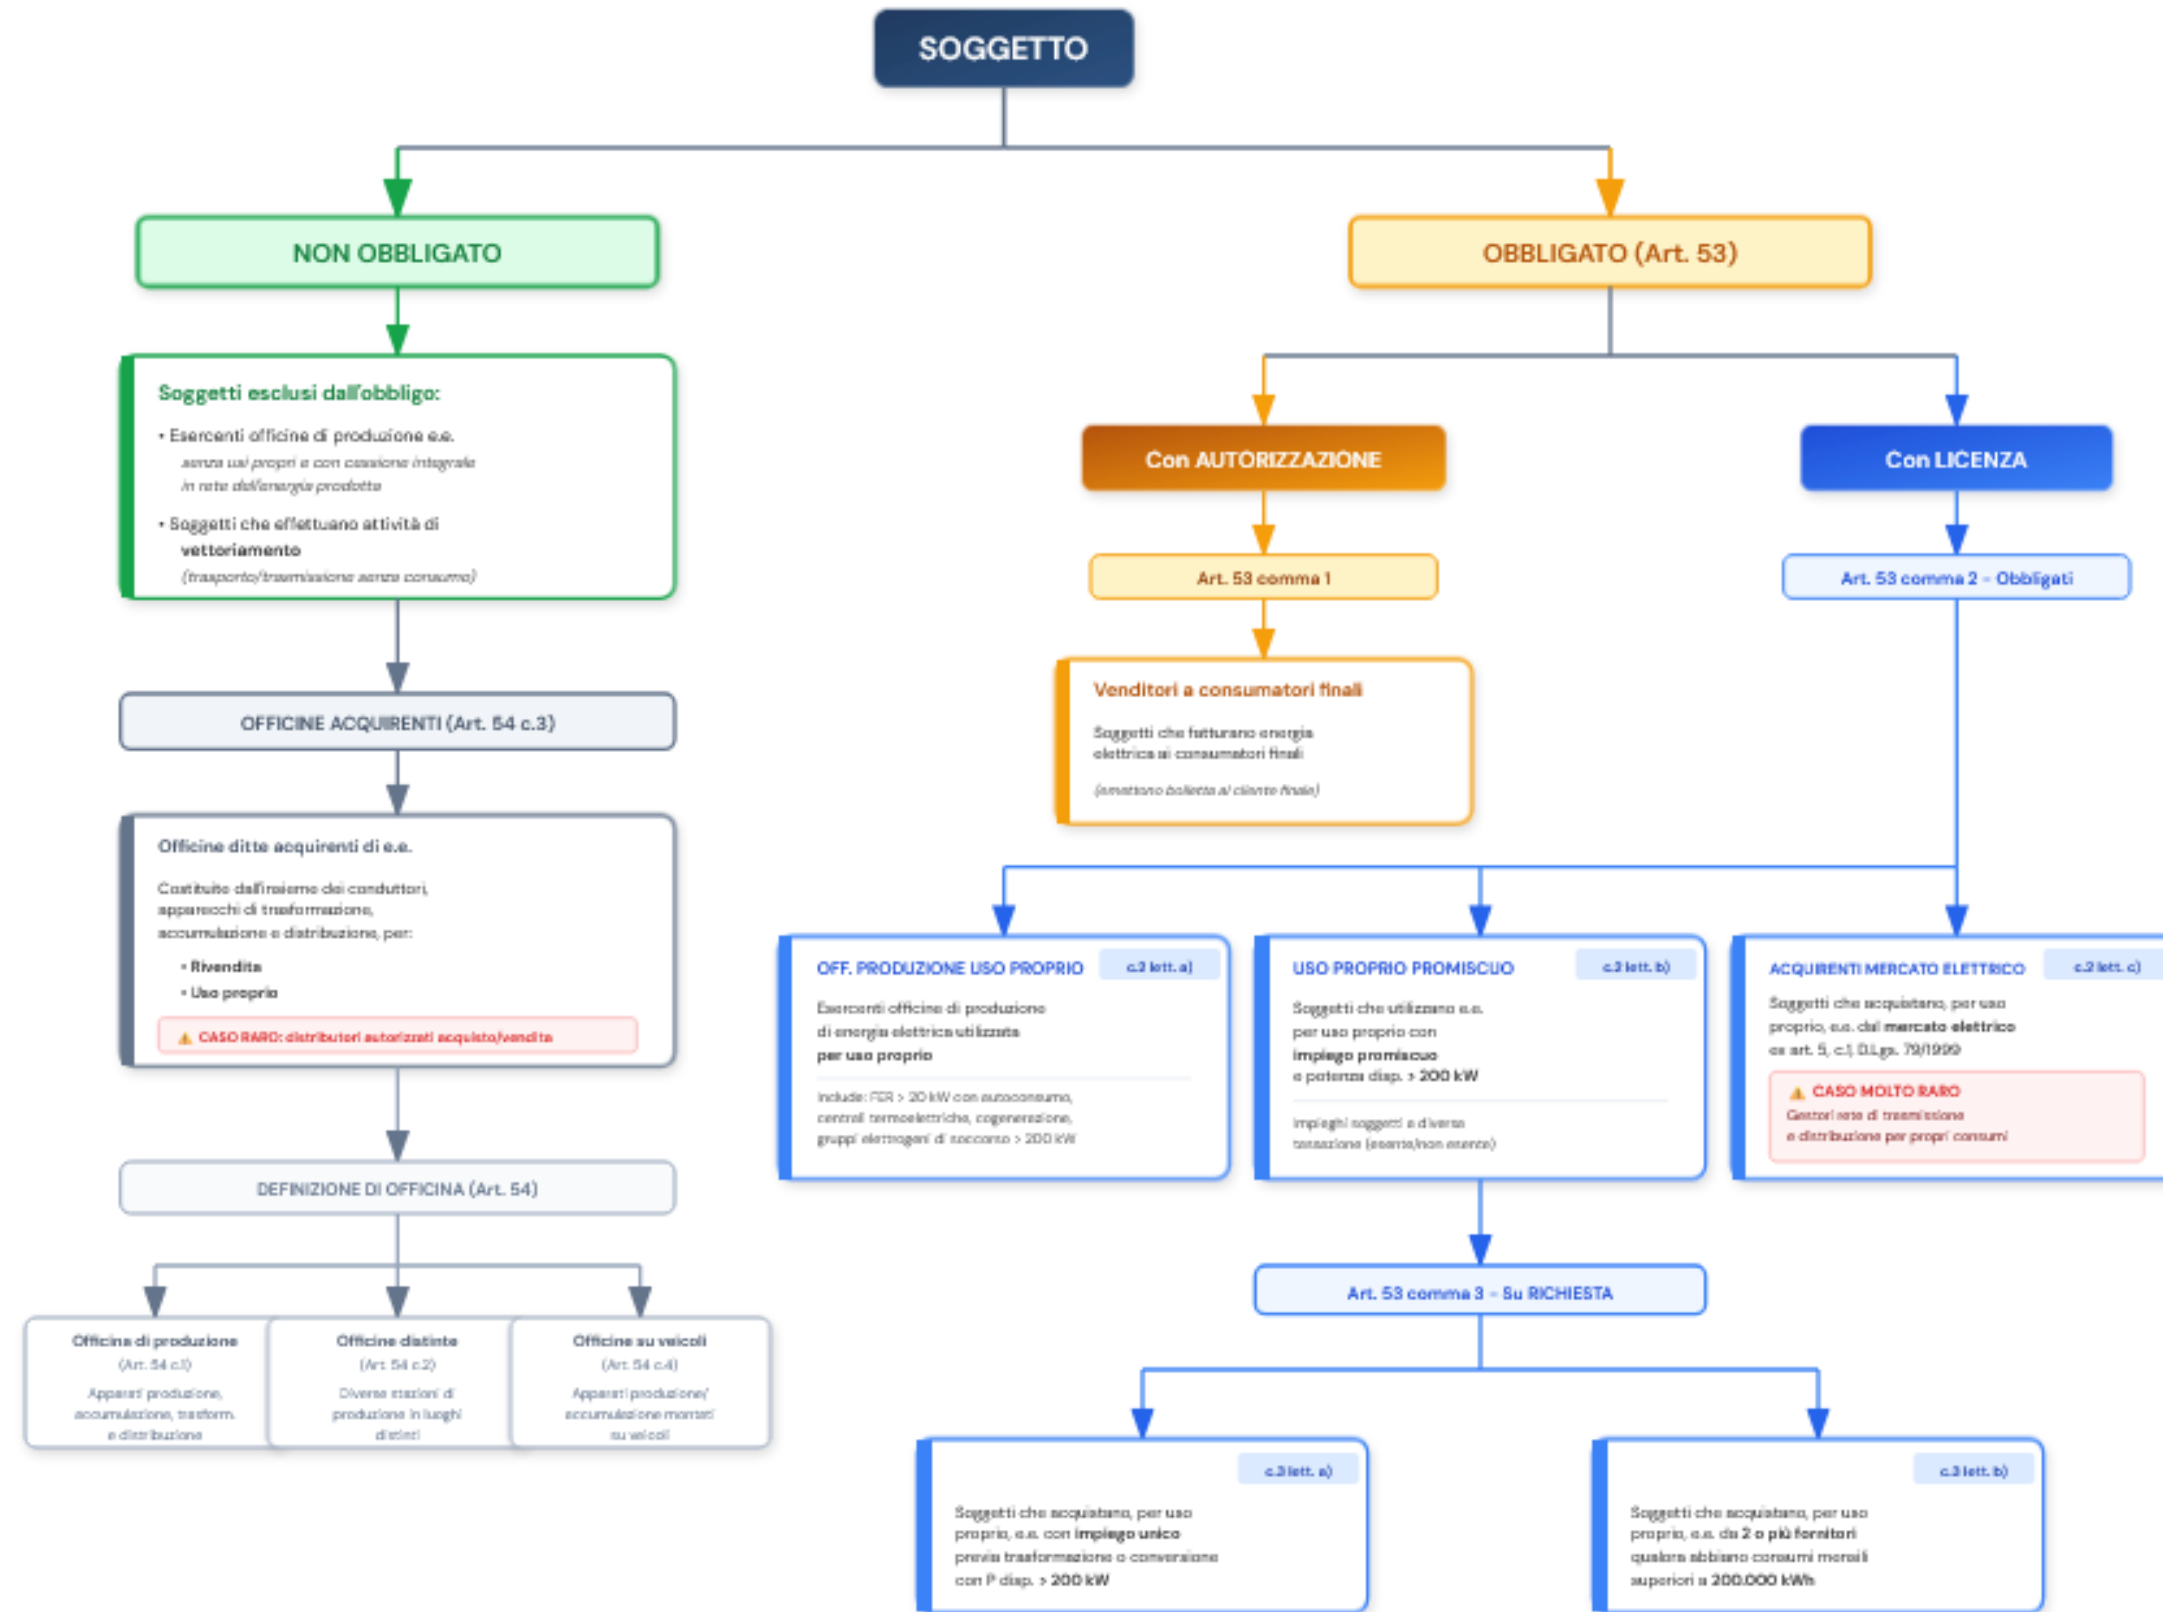 SOGGETTO
NON OBBLIGATO
OBBLIGATO (Art. 53)
Soggetti esclusi dall'obbligo:
• Esercenti officine di produzione e.e.
senza usi propri e con cessione integrale
in rete dell'energia prodotta
• Soggetti che effettuano attività di
vettoriamento
(trasporto/trasmissione senza consumo)
OFFICINE ACQUIRENTI (Art. 54 c.3)
Officine ditte acquirenti di e.e.
Costituite dall'insieme dei conduttori,
apparecchi di trasformazione,
accumulazione e distribuzione, per:
• Rivendita
• Uso proprio
⚠ CASO RARO: distributori autorizzati acquisto/vendita
DEFINIZIONE DI OFFICINA (Art. 54)
Officina di produzione
(Art. 54 c.1)
Apparati produzione,
accumulazione, trasform.
e distribuzione
Officine distinte
(Art. 54 c.2)
Diverse stazioni di
produzione in luoghi
distinti
Officine su veicoli
(Art. 54 c.4)
Apparati produzione/
accumulazione montati
su veicoli
Con AUTORIZZAZIONE
Art. 53 comma 1
Venditori a consumatori finali
Soggetti che fatturano energia
elettrica ai consumatori finali
(emettono bolletta al cliente finale)
Con LICENZA
Art. 53 comma 2 - Obbligati
OFF. PRODUZIONE USO PROPRIO c.2 lett. a)
Esercenti officine di produzione
di energia elettrica utilizzata
per uso proprio
Include: FER > 20 kW con autoconsumo,
centrali termoelettriche, cogenerazione,
gruppi elettrogeni di soccorso > 200 kW
USO PROPRIO PROMISCUO c.2 lett. b)
Soggetti che utilizzano e.e.
per uso proprio con
impiego promiscuo
e potenza disp. > 200 kW
Impieghi soggetti a diversa
tassazione (esente/non esente)
ACQUIRENTI MERCATO ELETTRICO c.2 lett. c)
Soggetti che acquistano, per uso
proprio, e.e. dal mercato elettrico
ex art. 5, c.1, D.Lgs. 79/1999
⚠ CASO MOLTO RARO
Gestori rete di trasmissione
e distribuzione per propri consumi
Art. 53 comma 3 - Su RICHIESTA
c.3 lett. a)
Soggetti che acquistano, per uso
proprio, e.e. con impiego unico
previa trasformazione o conversione
con P disp. > 200 kW
c.3 lett. b)
Soggetti che acquistano, per uso
proprio, e.e. da 2 o più fornitori
qualora abbiano consumi mensili
superiori a 200.000 kWh